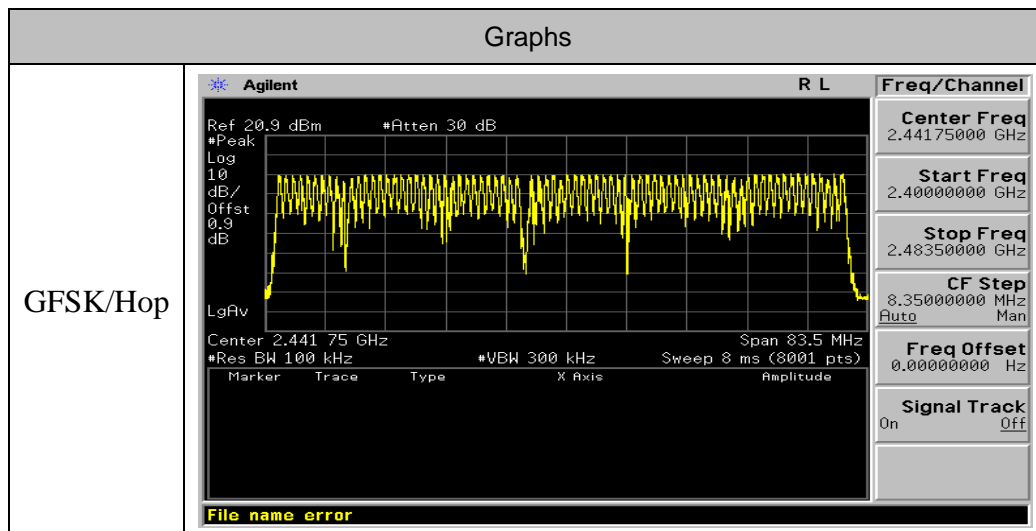 Graphs
GFSK/Hop
Agilent
R L
Freq/Channel
Ref 20.9 dBm
#Atten 30 dB
#Peak
Log
10
dB/
Offst
0.9
dB
LgAv
Center 2.441 75 GHz
Span 83.5 MHz
#Res BW 100 kHz
#VBW 300 kHz
Sweep 8 ms (8001 pts)
Marker Trace Type X Axis Amplitude
File name error
Center Freq
2.44175000 GHz
Start Freq
2.40000000 GHz
Stop Freq
2.48350000 GHz
CF Step
8.35000000 MHz
Auto Man
Freq Offset
0.00000000 Hz
Signal Track
On Off